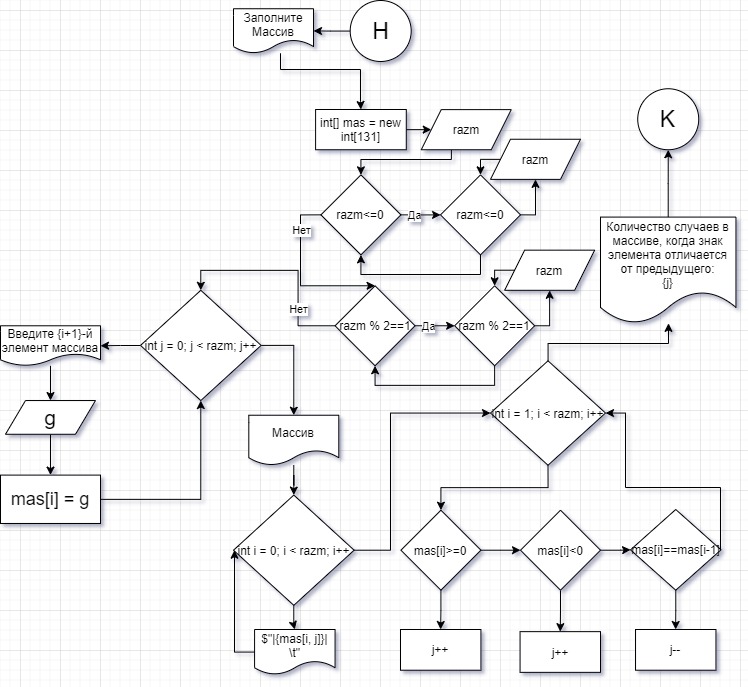 Заполните
Массив
Н
int[] mas = new
int[131]
razm
K
razm
razm<=0
Да
razm<=0
Нет
Количество случаев в
массиве, когда знак
элемента отличается
от предыдущего:
{j}
razm
Нет
razm % 2==1
Да
razm % 2==1
Введите {i+1}-й
элемент массива
int j = 0; j < razm; j++
g
Массив
int i = 1; i < razm; i++
mas[i] = g
int i = 0; i < razm; i++
mas[i]>=0
mas[i]<0
mas[i]==mas[i-1]
$"|{mas[i, j]}|
\t"
j++
j++
j--